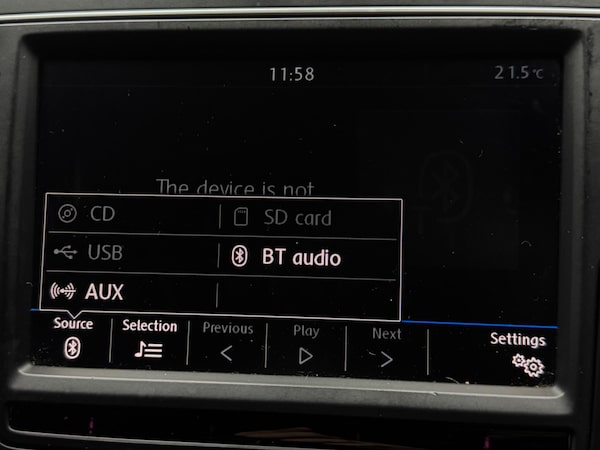 11:58
21.5°C
The device is not
CD
SD card
USB
BT audio
AUX
Source
Selection
Previous
Play
Next
Settings